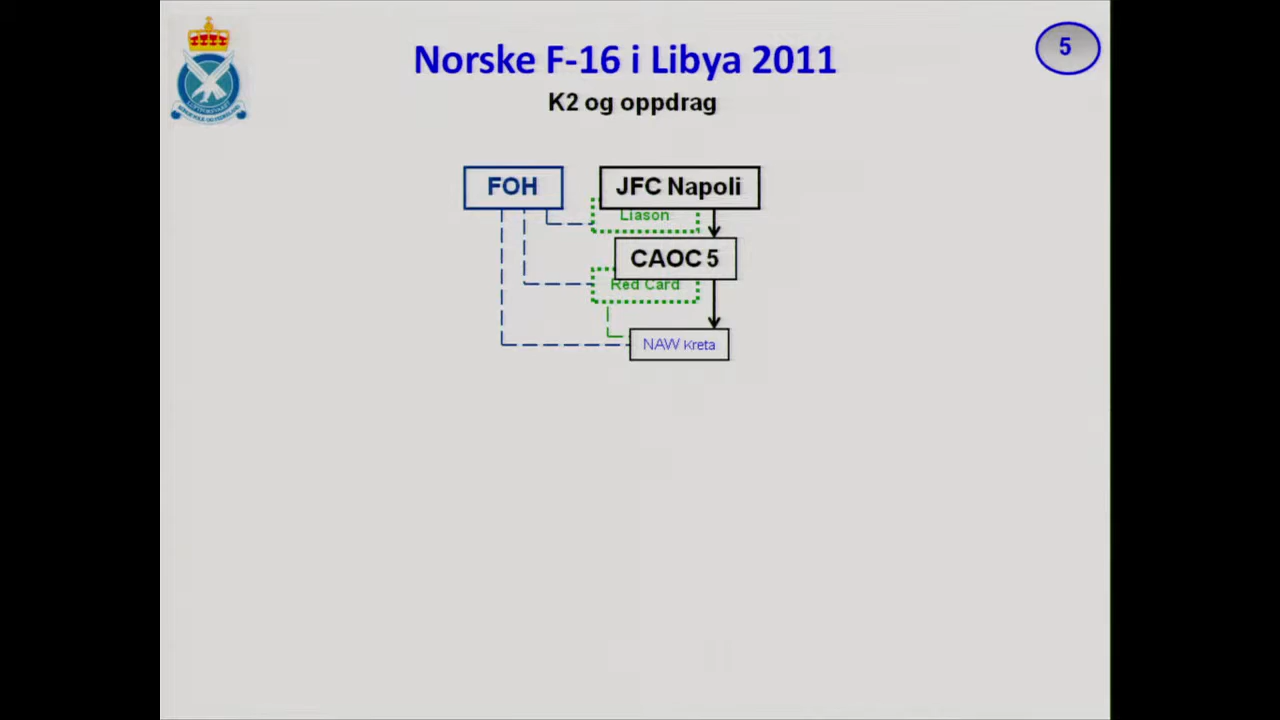 Norske F-16 i Libya 2011
5
K2 og oppdrag
FOH
JFC Napoli
Liason
CAOC 5
Red Card
NAW Kreta